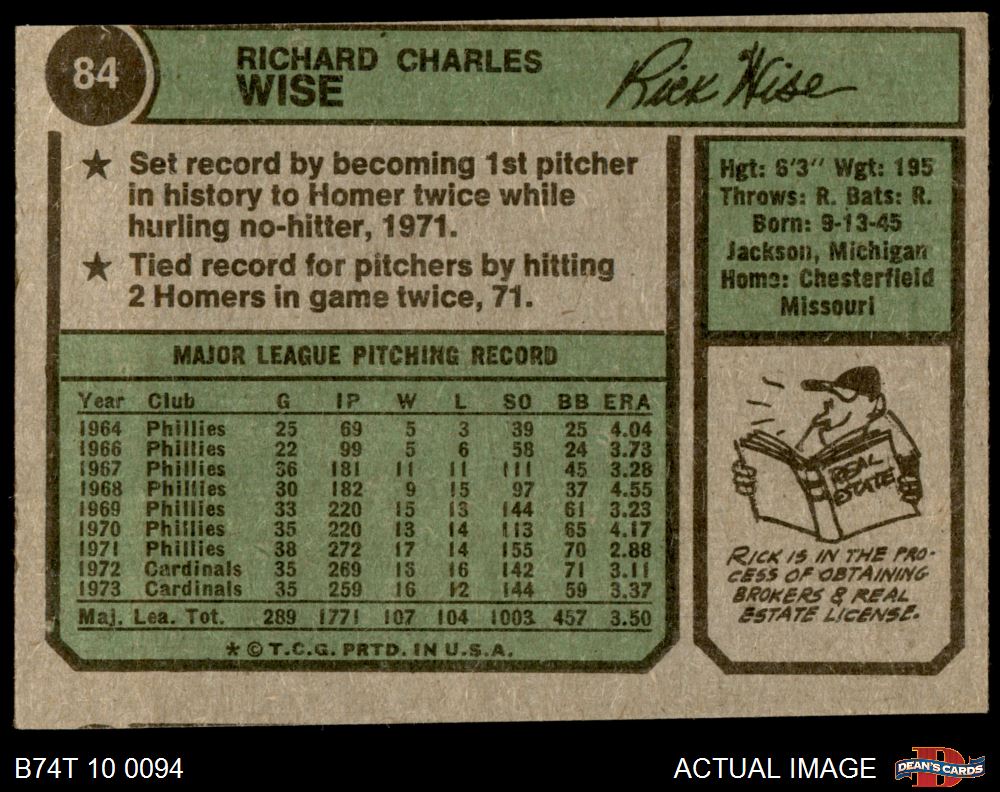 84
RICHARD CHARLES
WISE
Rick Wise
★ Set record by becoming 1st pitcher
in history to Homer twice while
hurling no-hitter, 1971.
★ Tied record for pitchers by hitting
2 Homers in game twice, 71.
Hgt: 6'3" Wgt: 195
Throws: R. Bats: R.
Born: 9-13-45
Jackson, Michigan
Home: Chesterfield
Missouri
MAJOR LEAGUE PITCHING RECORD
Year Club G IP W L SO BB ERA
1964 Phillies 25 69 5 3 39 25 4.04
1966 Phillies 22 99 5 6 58 24 3.73
1967 Phillies 36 181 11 11 111 45 3.28
1968 Phillies 30 182 9 15 97 37 4.55
1969 Phillies 33 220 15 13 144 61 3.23
1970 Phillies 35 220 13 14 113 65 4.17
1971 Phillies 38 272 17 14 155 70 2.88
1972 Cardinals 35 269 16 16 142 71 3.11
1973 Cardinals 35 259 16 12 144 59 3.37
Maj. Lea. Tot. 289 1771 107 104 1003 457 3.50
* © T.C.G. PRTD. IN U.S.A.
REAL
ESTATE
RICK IS IN THE PRO-
CESS OF OBTAINING
BROKERS & REAL
ESTATE LICENSE.
B74T 10 0094
ACTUAL IMAGE
DEAN'S CARDS